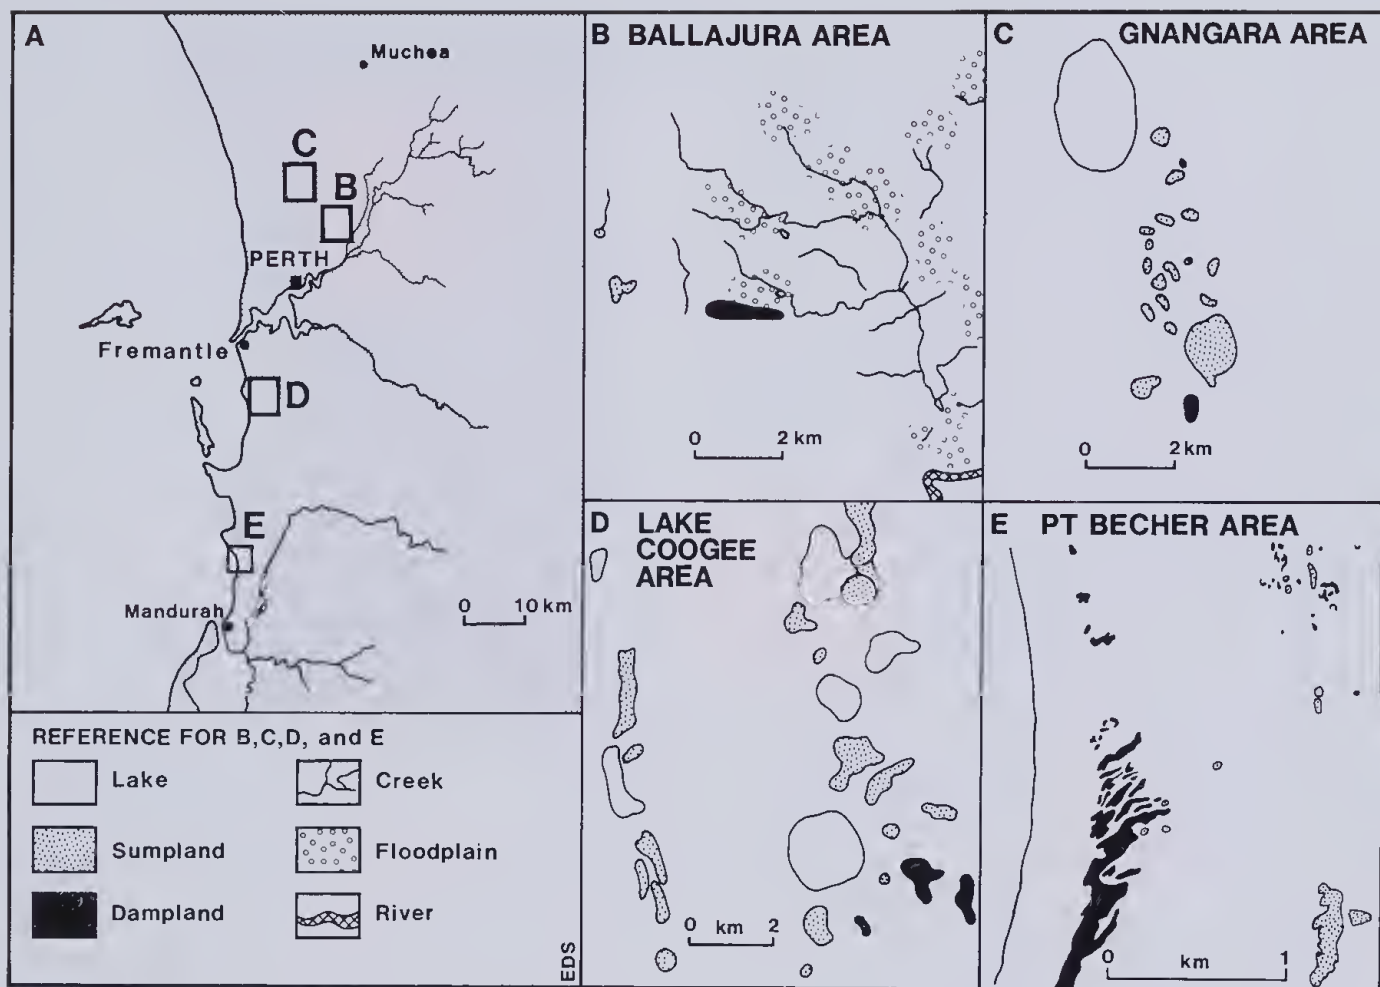 A
Muchea
C
B
PERTH
Fremantle
D
E
Mandurah
0 10 km
B BALLAJURA AREA
0 2 km
C GNANGARA AREA
0 2 km
REFERENCE FOR B,C,D, and E
Lake
Creek
Sumpland
Floodplain
Dampland
River
EDS
D LAKE
COOGEE
AREA
0 km 2
E PT BECHER AREA
0 km 1